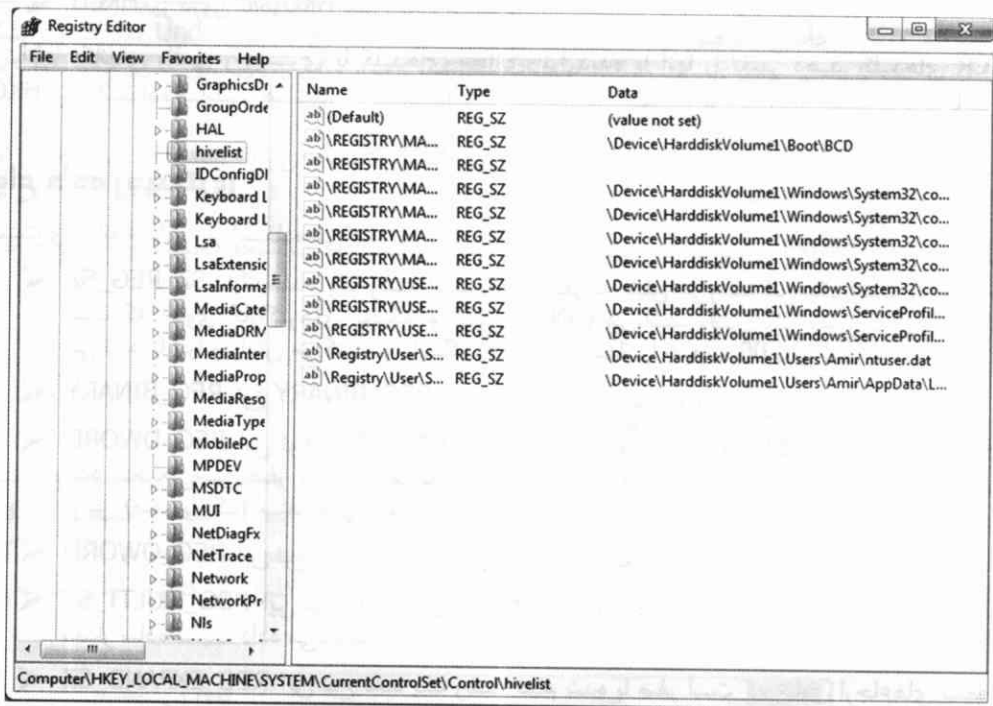 Registry Editor
File Edit View Favorites Help
GraphicsDr
GroupOrde
HAL
hivelist
IDConfigDl
Keyboard L
Keyboard L
Lsa
LsaExtensic
LsaInforma
MediaCate
MediaDRM
MediaInter
MediaProp
MediaReso
MediaType
MobilePC
MPDEV
MSDTC
MUI
NetDiagFx
NetTrace
Network
NetworkPr
Nls
Name Type Data
(Default) REG_SZ (value not set)
\REGISTRY\MA... REG_SZ \Device\HarddiskVolume1\Boot\BCD
\REGISTRY\MA... REG_SZ
\REGISTRY\MA... REG_SZ \Device\HarddiskVolume1\Windows\System32\co...
\REGISTRY\MA... REG_SZ \Device\HarddiskVolume1\Windows\System32\co...
\REGISTRY\MA... REG_SZ \Device\HarddiskVolume1\Windows\System32\co...
\REGISTRY\MA... REG_SZ \Device\HarddiskVolume1\Windows\System32\co...
\REGISTRY\USE... REG_SZ \Device\HarddiskVolume1\Windows\System32\co...
\REGISTRY\USE... REG_SZ \Device\HarddiskVolume1\Windows\ServiceProfil...
\REGISTRY\USE... REG_SZ \Device\HarddiskVolume1\Windows\ServiceProfil...
\Registry\User\S... REG_SZ \Device\HarddiskVolume1\Users\Amir\ntuser.dat
\Registry\User\S... REG_SZ \Device\HarddiskVolume1\Users\Amir\AppData\L...
Computer\HKEY_LOCAL_MACHINE\SYSTEM\CurrentControlSet\Control\hivelist